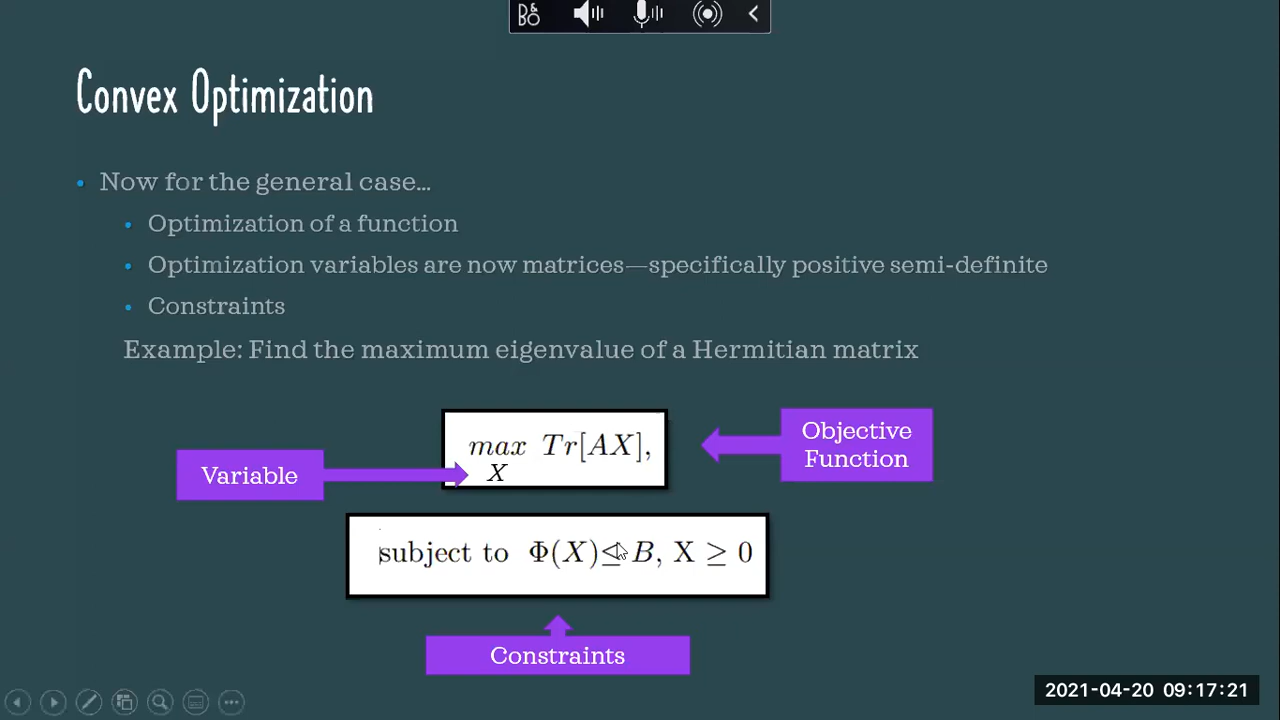 B&O
Convex Optimization
• Now for the general case...
• Optimization of a function
• Optimization variables are now matrices—specifically positive semi-definite
• Constraints
Example: Find the maximum eigenvalue of a Hermitian matrix
Objective
Function
max Tr[AX],
X
Variable
subject to Φ(X)≤B, X ≥ 0
Constraints
2021-04-20 09:17:21